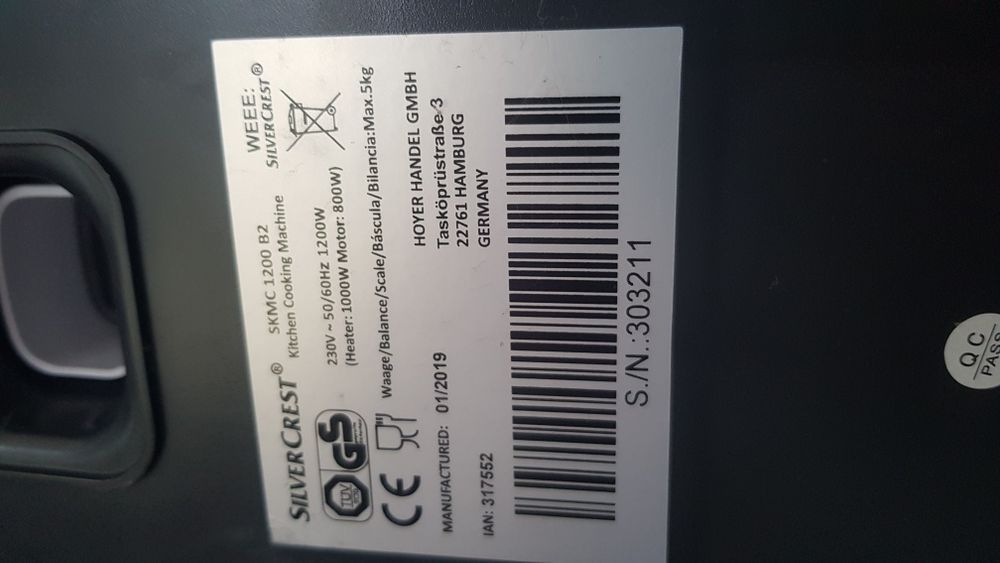 SILVERCREST® SKMC 1200 B2 WEEE:
Kitchen Cooking Machine SILVERCREST®
TÜV GS
230V ~ 50/60Hz 1200W
(Heater: 1000W Motor: 800W)
CE Waage/Balance/Scale/Báscula/Bilancia:Max.5kg
MANUFACTURED: 01/2019
HOYER HANDEL GMBH
Tasköprüstraße 3
22761 HAMBURG
GERMANY
IAN: 317552
S./N.:303211
QC
PASS